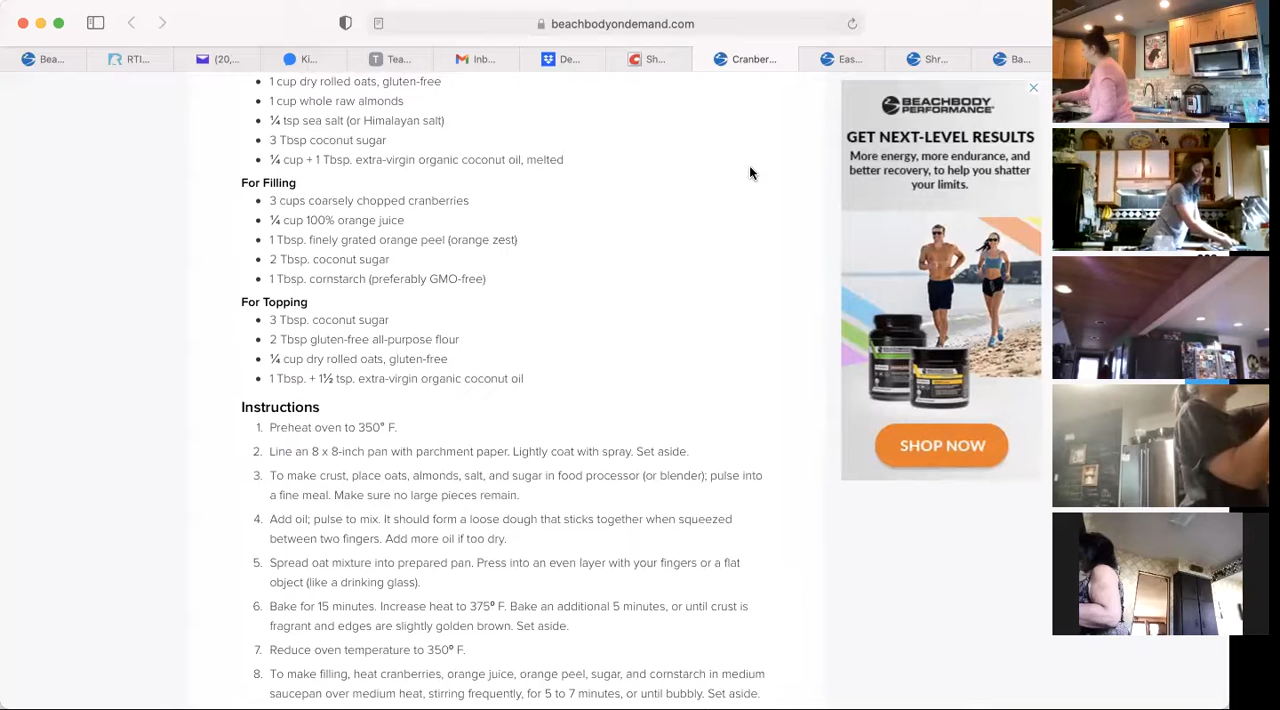 beachbodyondemand.com
Bea...
RTI...
(20,...
Ki...
Tea...
Inb...
De...
Sh...
Cranber...
Eas...
Shr...
Ba...
1 cup dry rolled oats, gluten-free
1 cup whole raw almonds
¼ tsp sea salt (or Himalayan salt)
3 Tbsp coconut sugar
¼ cup + 1 Tbsp. extra-virgin organic coconut oil, melted
For Filling
3 cups coarsely chopped cranberries
¼ cup 100% orange juice
1 Tbsp. finely grated orange peel (orange zest)
2 Tbsp. coconut sugar
1 Tbsp. cornstarch (preferably GMO-free)
For Topping
3 Tbsp. coconut sugar
2 Tbsp gluten-free all-purpose flour
¼ cup dry rolled oats, gluten-free
1 Tbsp. + 1½ tsp. extra-virgin organic coconut oil
Instructions
1. Preheat oven to 350° F.
2. Line an 8 x 8-inch pan with parchment paper. Lightly coat with spray. Set aside.
3. To make crust, place oats, almonds, salt, and sugar in food processor (or blender); pulse into
a fine meal. Make sure no large pieces remain.
4. Add oil; pulse to mix. It should form a loose dough that sticks together when squeezed
between two fingers. Add more oil if too dry.
5. Spread oat mixture into prepared pan. Press into an even layer with your fingers or a flat
object (like a drinking glass).
6. Bake for 15 minutes. Increase heat to 375º F. Bake an additional 5 minutes, or until crust is
fragrant and edges are slightly golden brown. Set aside.
7. Reduce oven temperature to 350º F.
8. To make filling, heat cranberries, orange juice, orange peel, sugar, and cornstarch in medium
saucepan over medium heat, stirring frequently, for 5 to 7 minutes, or until bubbly. Set aside.
BEACHBODY
PERFORMANCE
GET NEXT-LEVEL RESULTS
More energy, more endurance, and
better recovery, to help you shatter
your limits.
SHOP NOW